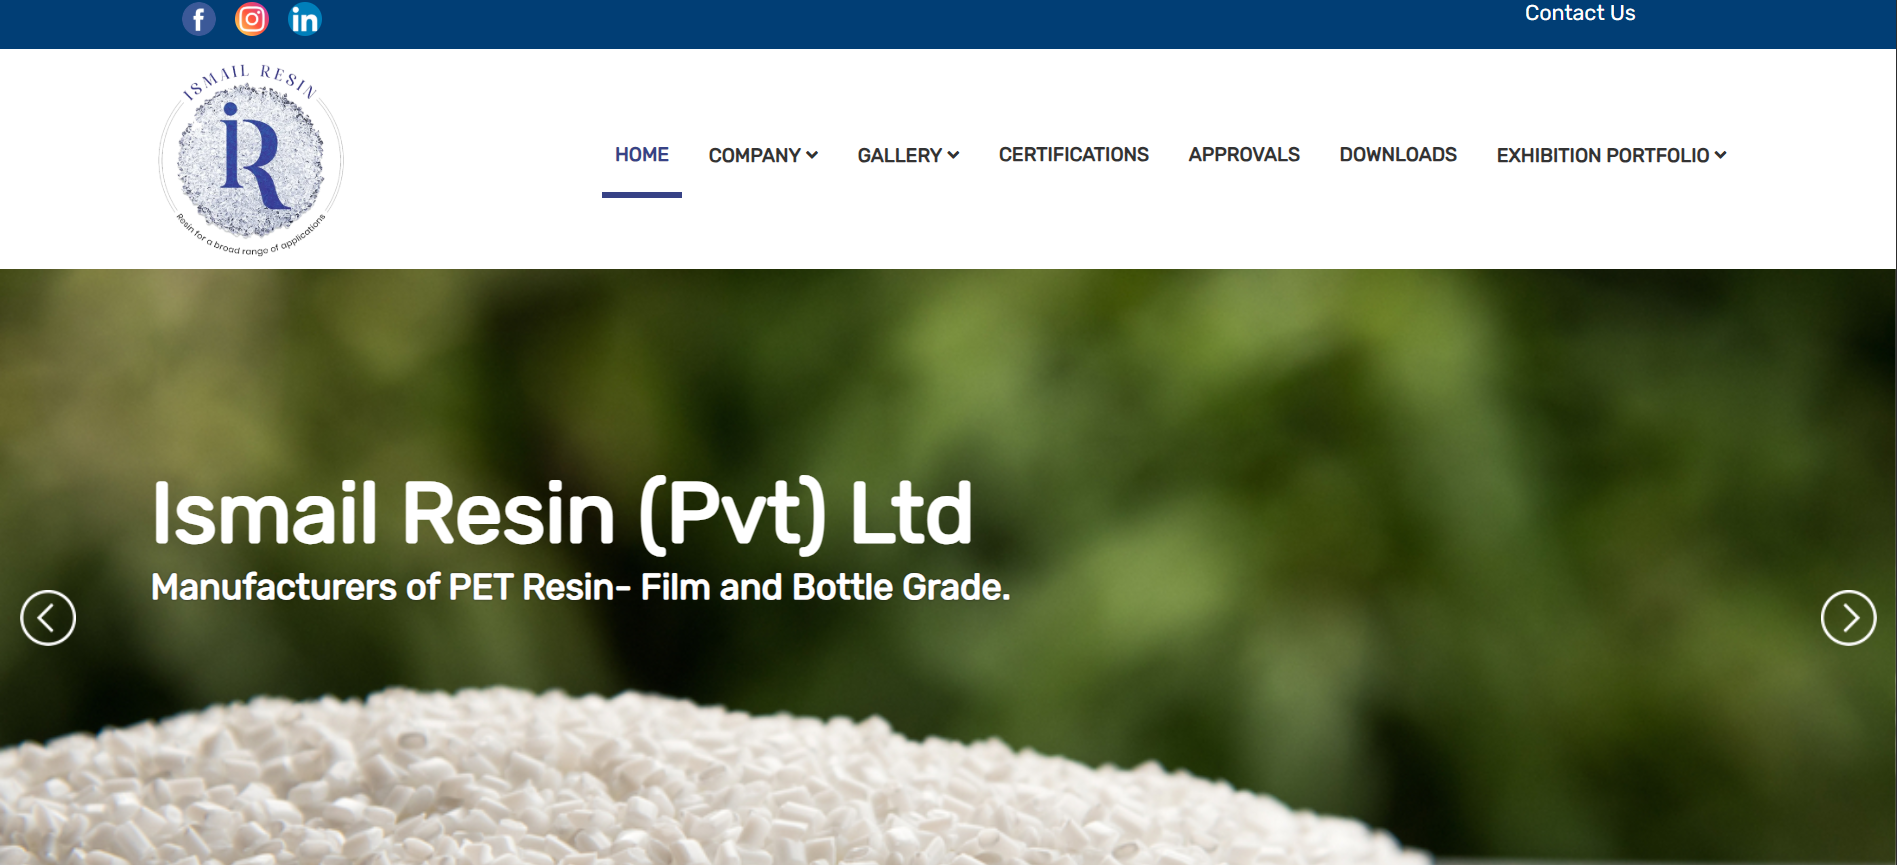 Contact Us
ISMAIL RESIN
iR
Resin for a broad range of applications
HOME
COMPANY
GALLERY
CERTIFICATIONS
APPROVALS
DOWNLOADS
EXHIBITION PORTFOLIO
Ismail Resin (Pvt) Ltd
Manufacturers of PET Resin- Film and Bottle Grade.